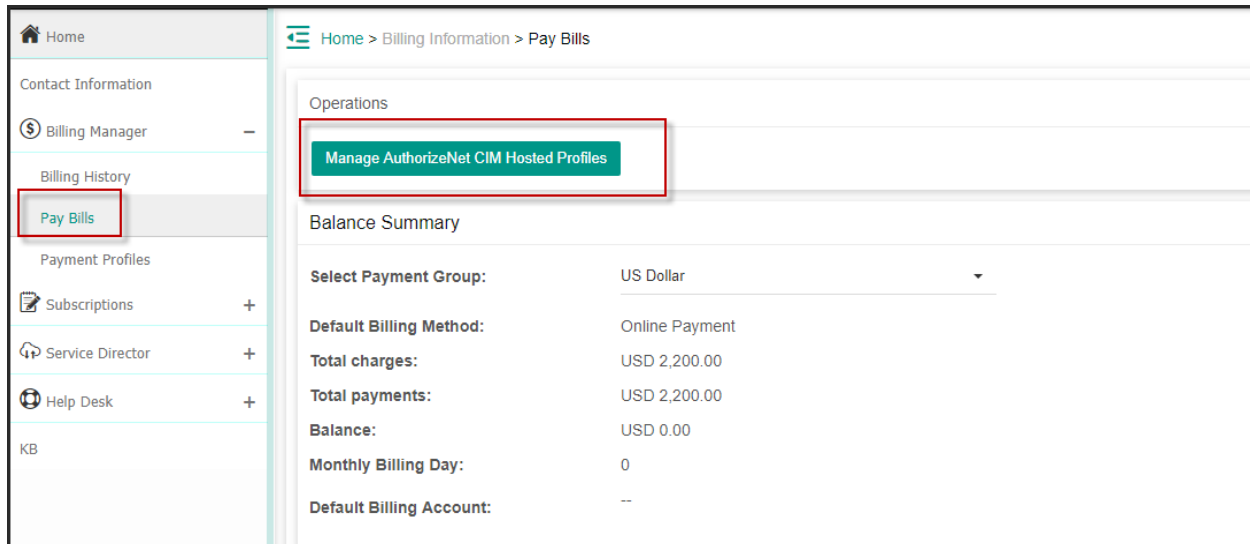 Home
Contact Information
Billing Manager −
Billing History
Pay Bills
Payment Profiles
Subscriptions +
Service Director +
Help Desk +
KB
Home > Billing Information > Pay Bills
Operations
Manage AuthorizeNet CIM Hosted Profiles
Balance Summary
Select Payment Group: US Dollar
Default Billing Method: Online Payment
Total charges: USD 2,200.00
Total payments: USD 2,200.00
Balance: USD 0.00
Monthly Billing Day: 0
Default Billing Account: --